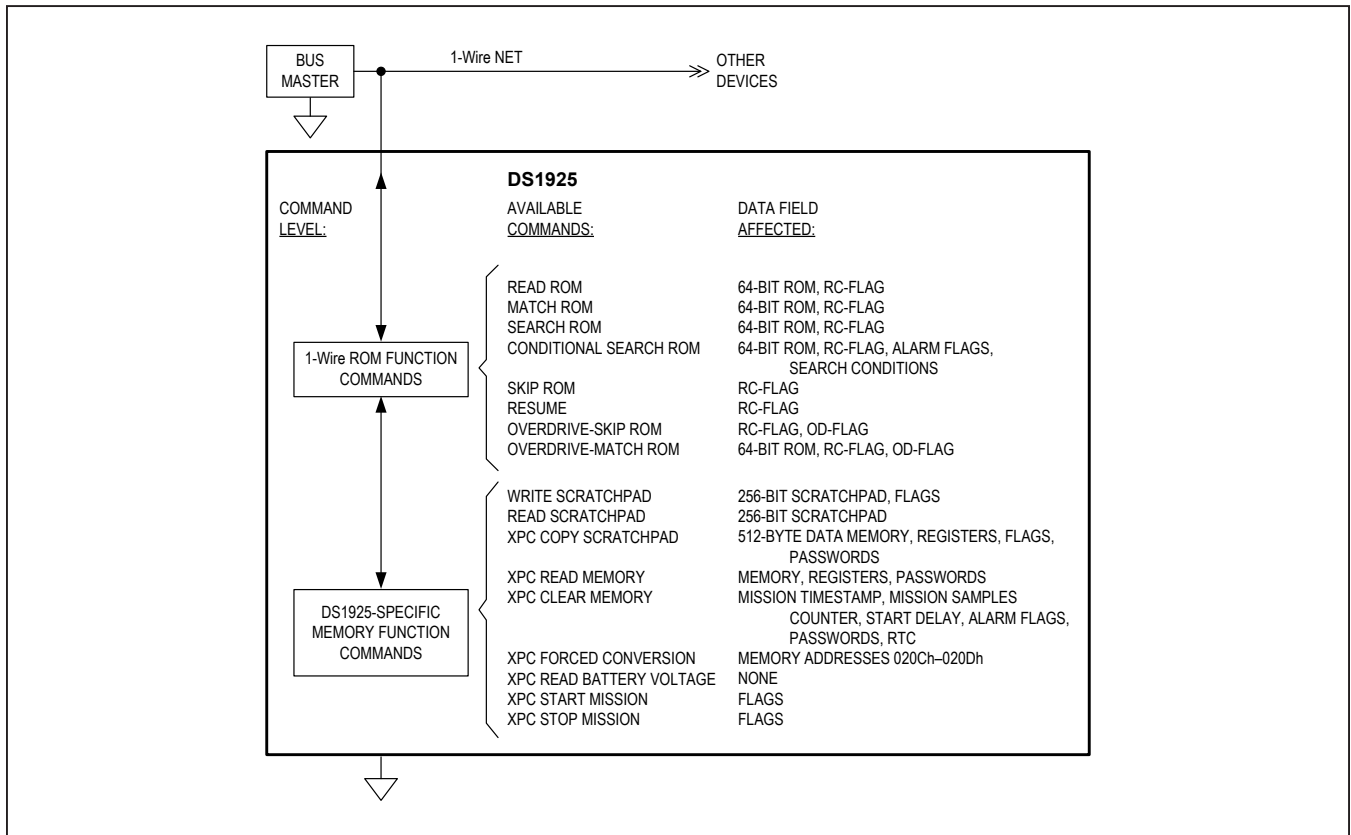 BUS
MASTER
1-Wire NET
OTHER
DEVICES
DS1925
COMMAND
LEVEL:
AVAILABLE
COMMANDS:
DATA FIELD
AFFECTED:
1-Wire ROM FUNCTION
COMMANDS
READ ROM 64-BIT ROM, RC-FLAG
MATCH ROM 64-BIT ROM, RC-FLAG
SEARCH ROM 64-BIT ROM, RC-FLAG
CONDITIONAL SEARCH ROM 64-BIT ROM, RC-FLAG, ALARM FLAGS,
SEARCH CONDITIONS
SKIP ROM RC-FLAG
RESUME RC-FLAG
OVERDRIVE-SKIP ROM RC-FLAG, OD-FLAG
OVERDRIVE-MATCH ROM 64-BIT ROM, RC-FLAG, OD-FLAG
DS1925-SPECIFIC
MEMORY FUNCTION
COMMANDS
WRITE SCRATCHPAD 256-BIT SCRATCHPAD, FLAGS
READ SCRATCHPAD 256-BIT SCRATCHPAD
XPC COPY SCRATCHPAD 512-BYTE DATA MEMORY, REGISTERS, FLAGS,
PASSWORDS
XPC READ MEMORY MEMORY, REGISTERS, PASSWORDS
XPC CLEAR MEMORY MISSION TIMESTAMP, MISSION SAMPLES
COUNTER, START DELAY, ALARM FLAGS,
PASSWORDS, RTC
XPC FORCED CONVERSION MEMORY ADDRESSES 020Ch–020Dh
XPC READ BATTERY VOLTAGE NONE
XPC START MISSION FLAGS
XPC STOP MISSION FLAGS